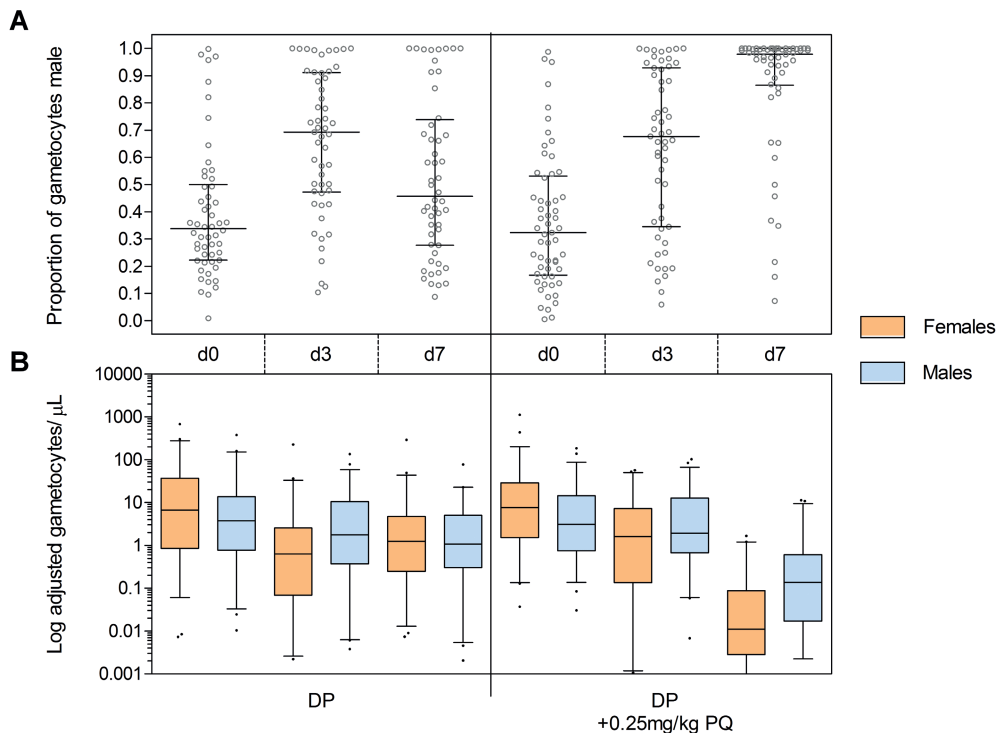 A
Proportion of gametocytes male
1.0
0.9
0.8
0.7
0.6
0.5
0.4
0.3
0.2
0.1
0.0
d0 d3 d7 d0 d3 d7
Females
Males
B
Log adjusted gametocytes/ μL
10000
1000
100
10
1
0.1
0.01
0.001
DP DP
+0.25mg/kg PQ